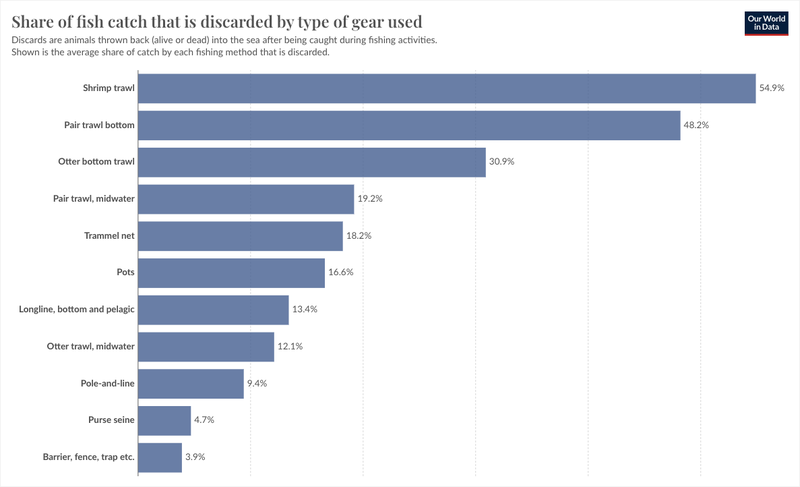 Share of fish catch that is discarded by type of gear used
Our World
in Data
Discards are animals thrown back (alive or dead) into the sea after being caught during fishing activities.
Shown is the average share of catch by each fishing method that is discarded.
Shrimp trawl 54.9%
Pair trawl bottom 48.2%
Otter bottom trawl 30.9%
Pair trawl, midwater 19.2%
Trammel net 18.2%
Pots 16.6%
Longline, bottom and pelagic 13.4%
Otter trawl, midwater 12.1%
Pole-and-line 9.4%
Purse seine 4.7%
Barrier, fence, trap etc. 3.9%